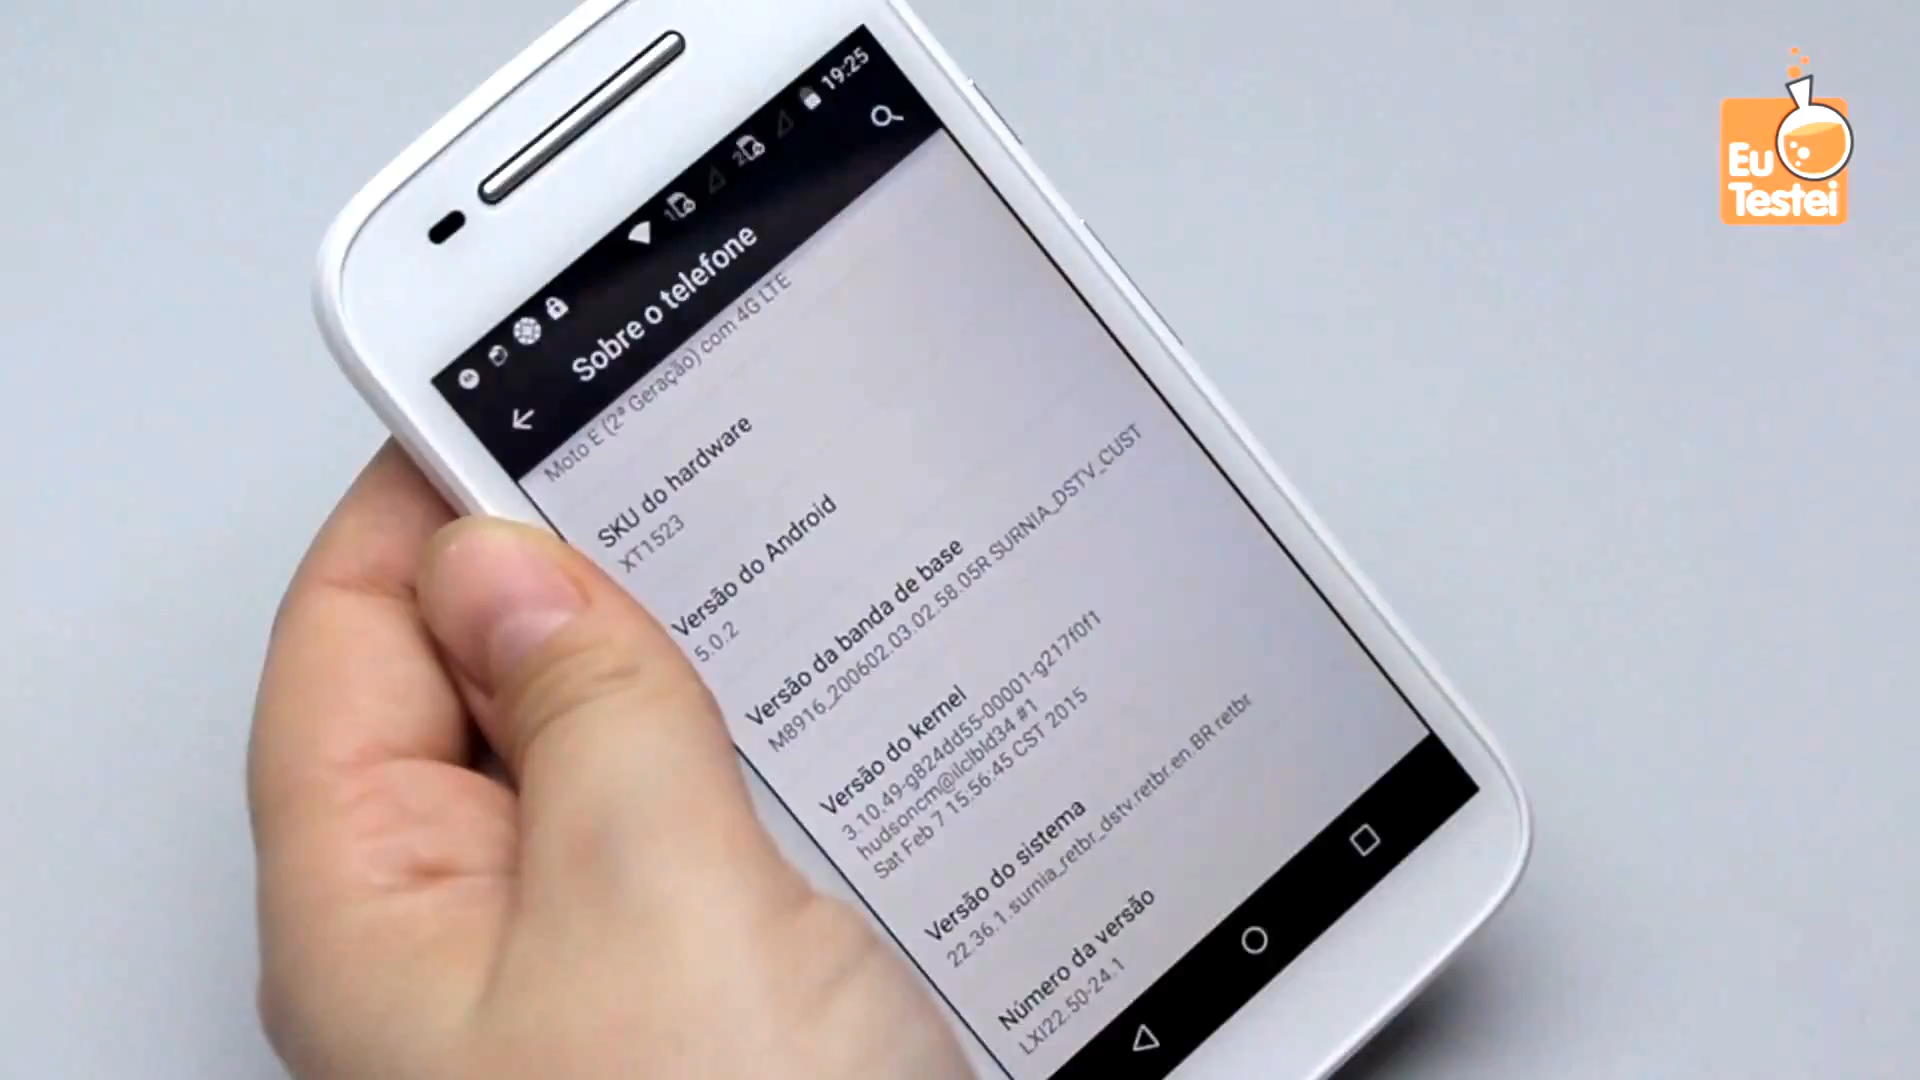 19:25
1
2
Sobre o telefone
Moto E (2ª Geração) com 4G LTE
SKU do hardware
XT1523
Versão do Android
5.0.2
Versão da banda de base
M8916_200602.03.02.58.05R SURNIA_DSTV_CUST
Versão do kernel
3.10.49-g824dd55-00001-g217f0f1
hudsoncm@ilclbld34 #1
Sat Feb 7 15:56:45 CST 2015
Versão do sistema
22.36.1.surnia_retbr_dstv.retbr.en.BR retbr
Número da versão
LXI22.50-24.1
Eu
Testei